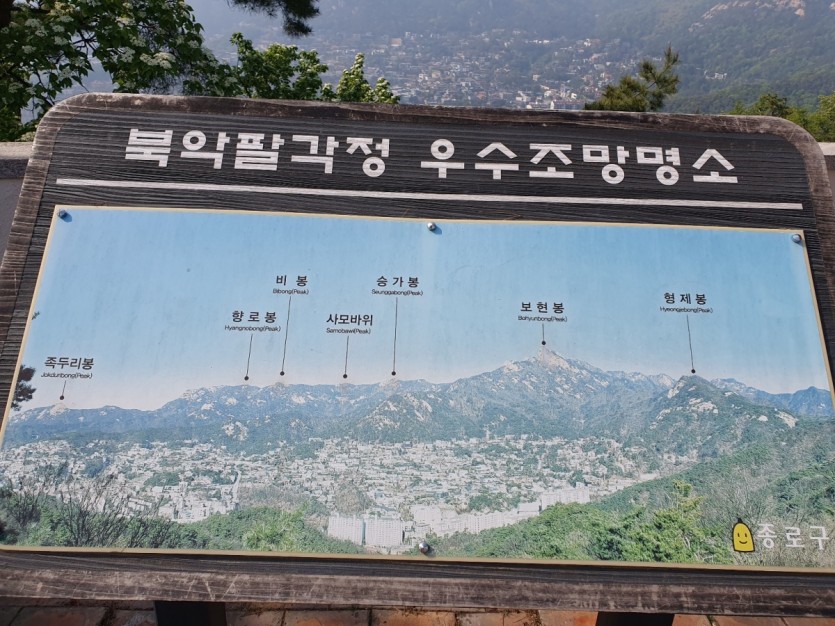 북악팔각정 우수조망명소
비 봉
Bibong(Peak)
승 가 봉
Seunggabong(Peak)
향 로 봉
Hyangnobong(Peak)
사모바위
Samobawi(Peak)
보 현 봉
Bohyunbong(Peak)
형 제 봉
Hyeongjebong(Peak)
족두리봉
Jokdunbong(Peak)
종로구